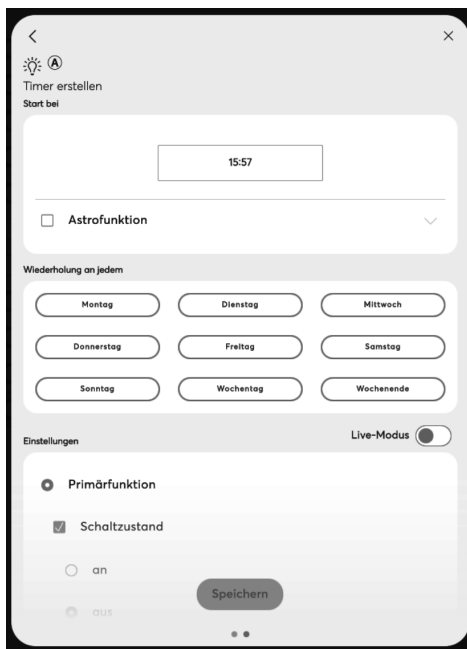 A
Timer erstellen
Start bei
15:57
Astrofunktion
Wiederholung an jedem
Montag Dienstag Mittwoch
Donnerstag Freitag Samstag
Sonntag Wochentag Wochenende
Einstellungen Live-Modus
Primärfunktion
Schaltzustand
an
Speichern
aus